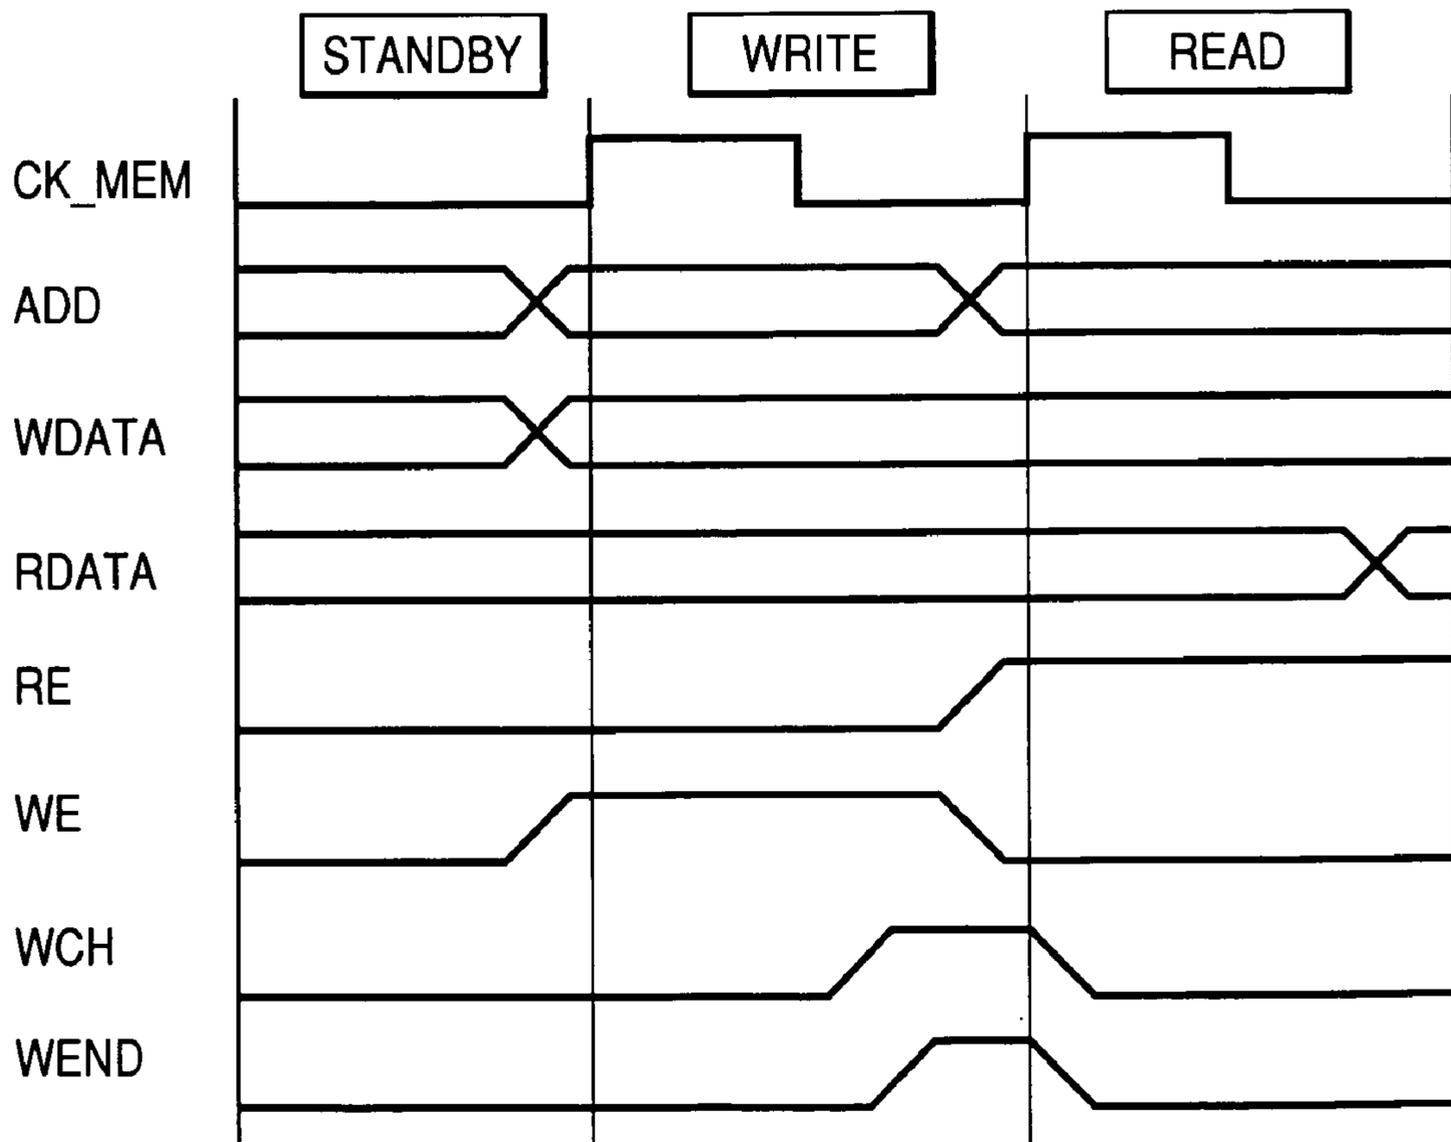 STANDBY WRITE READ
CK_MEM
ADD
WDATA
RDATA
RE
WE
WCH
WEND